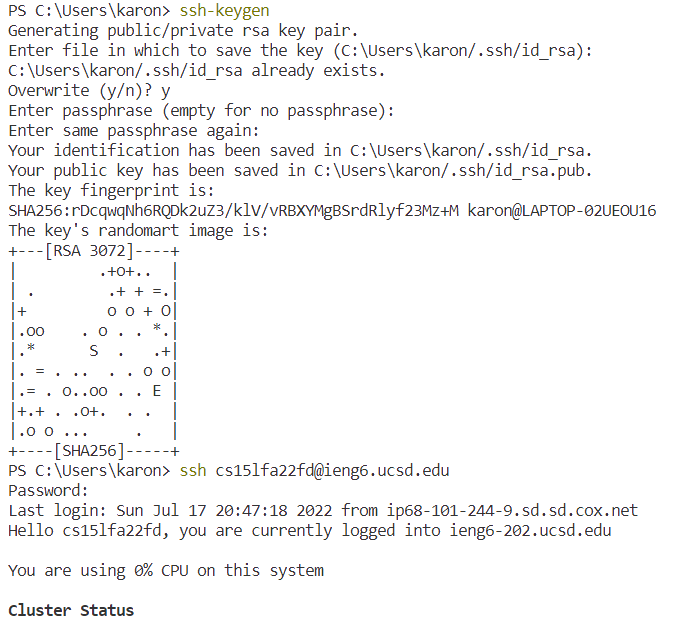 PS C:\Users\karon> ssh-keygen
Generating public/private rsa key pair.
Enter file in which to save the key (C:\Users\karon/.ssh/id_rsa):
C:\Users\karon/.ssh/id_rsa already exists.
Overwrite (y/n)? y
Enter passphrase (empty for no passphrase):
Enter same passphrase again:
Your identification has been saved in C:\Users\karon/.ssh/id_rsa.
Your public key has been saved in C:\Users\karon/.ssh/id_rsa.pub.
The key fingerprint is:
SHA256:rDcqwqNh6RQDk2uZ3/klV/vRBXYMgBSrdRlyf23Mz+M karon@LAPTOP-02UEOU16
The key's randomart image is:
+---[RSA 3072]----+
|        .+o+..  |
| .       .+ + =.|
|+        o o + O|
|.oo    . o . . *.|
|.*      S  .   .+|
|. = . ..  . . o o|
|.= . o..oo . . E |
|+.+ . .o+.  . .  |
|.o o ...     .   |
+----[SHA256]-----+
PS C:\Users\karon> ssh cs15lfa22fd@ieng6.ucsd.edu
Password:
Last login: Sun Jul 17 20:47:18 2022 from ip68-101-244-9.sd.sd.cox.net
Hello cs15lfa22fd, you are currently logged into ieng6-202.ucsd.edu
You are using 0% CPU on this system
Cluster Status